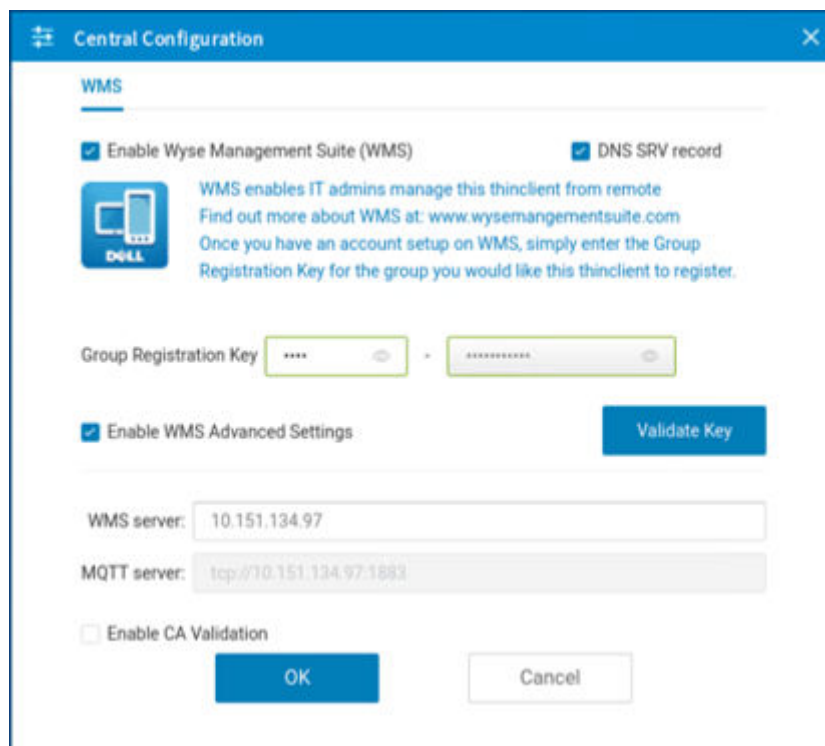 Central Configuration
WMS
Enable Wyse Management Suite (WMS)
DNS SRV record
WMS enables IT admins manage this thinclient from remote
Find out more about WMS at: www.wysemangementsuite.com
Once you have an account setup on WMS, simply enter the Group
Registration Key for the group you would like this thinclient to register.
DELL
Group Registration Key •••• - •••••••••••
Enable WMS Advanced Settings
Validate Key
WMS server: 10.151.134.97
MQTT server: tcp://10.151.134.97:1883
Enable CA Validation
OK
Cancel